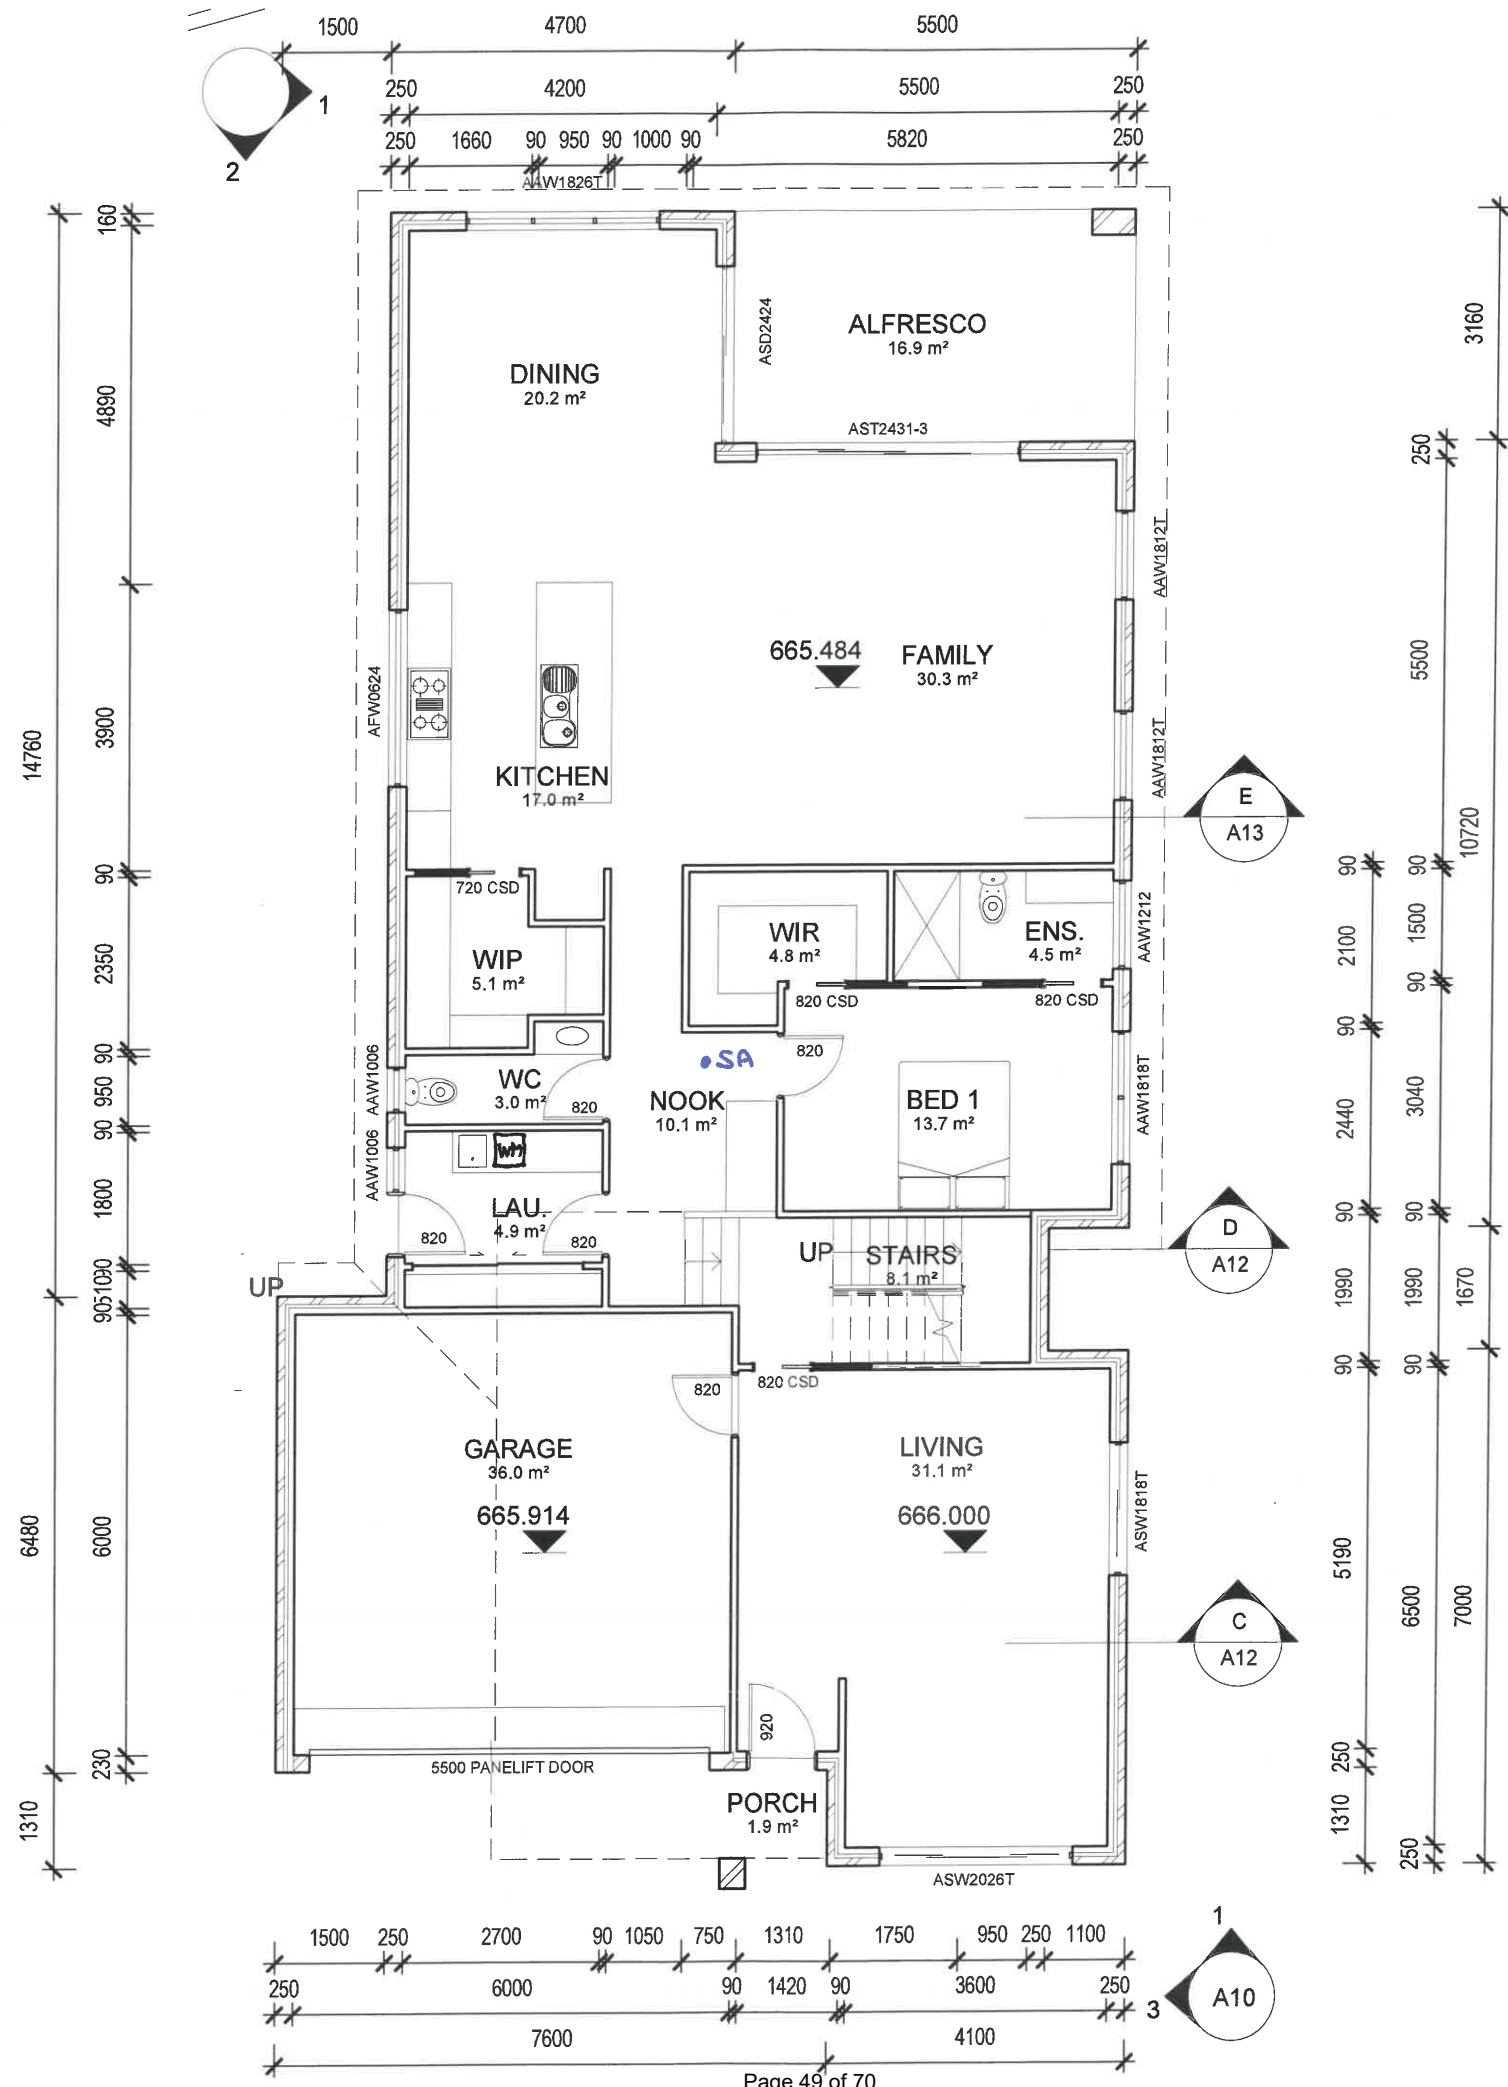 1500 4700 5500
250 4200 5500 250
250 1660 90 950 90 1000 90 5820 250
1
2
AAW1826T
160
4890
3900
90
2350
90
950
90
1800
90
510
90
6000
230
14760
6480
1310
ALFRESCO
16.9 m²
ASD2424
AST2431-3
DINING
20.2 m²
3160
250
5500
10720
AAW1812T
665.484
FAMILY
30.3 m²
AFW0624
KITCHEN
17.0 m²
AAW1812T
E
A13
720 CSD
WIP
5.1 m²
WIR
4.8 m²
ENS.
4.5 m²
AAW1212
820 CSD
820 CSD
90
2100
90
2440
90
1990
90
5190
250
1310
90
1500
90
3040
90
1990
90
6500
250
1670
7000
AAW1006
WC
3.0 m²
820
•SA
820
NOOK
10.1 m²
BED 1
13.7 m²
AAW1818T
AAW1006
WM
LAU.
4.9 m²
820
820
D
A12
UP
UP
STAIRS
8.1 m²
820
820 CSD
GARAGE
36.0 m²
665.914
LIVING
31.1 m²
666.000
ASW1818T
C
A12
920
5500 PANELIFT DOOR
PORCH
1.9 m²
ASW2026T
1500 250 2700 90 1050 750 1310 1750 950 250 1100
250 6000 90 1420 90 3600 250
7600 4100
1
3
A10
Page 49 of 70